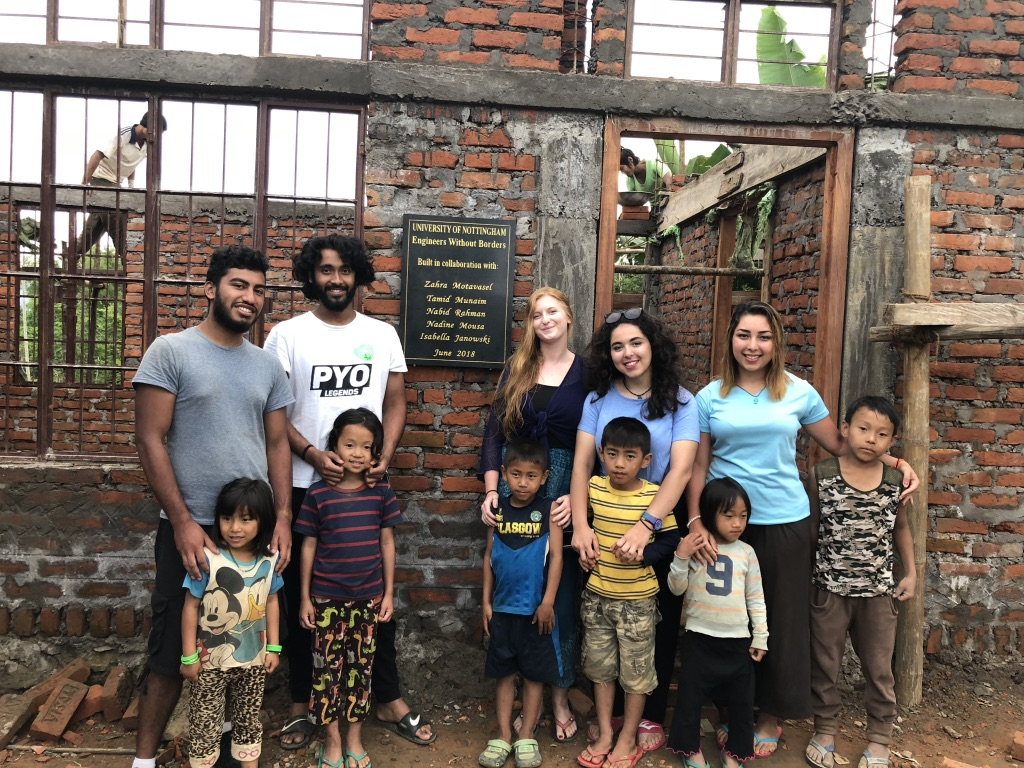 UNIVERSITY OF NOTTINGHAM
Engineers Without Borders
Built in collaboration with:
Zahra Motavasel
Tamid Munaim
Nabid Rahman
Nadine Mousa
Isabella Janowski
June 2018
PYO
LEGENDS
GLASGOW
9